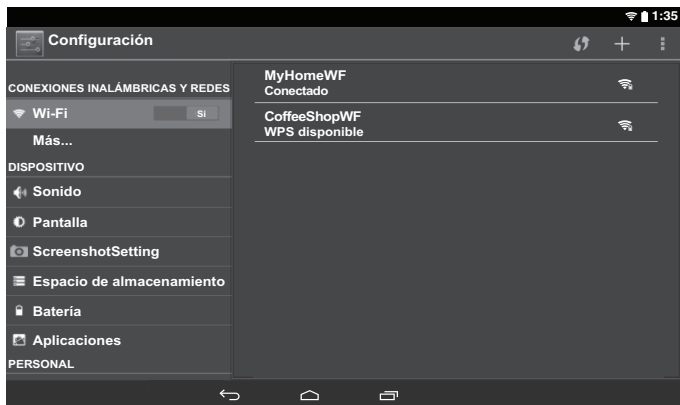 1:35
Configuración
CONEXIONES INALÁMBRICAS Y REDES
Wi-Fi
Sí
Más...
DISPOSITIVO
Sonido
Pantalla
ScreenshotSetting
Espacio de almacenamiento
Batería
Aplicaciones
PERSONAL
MyHomeWF
Conectado
CoffeeShopWF
WPS disponible